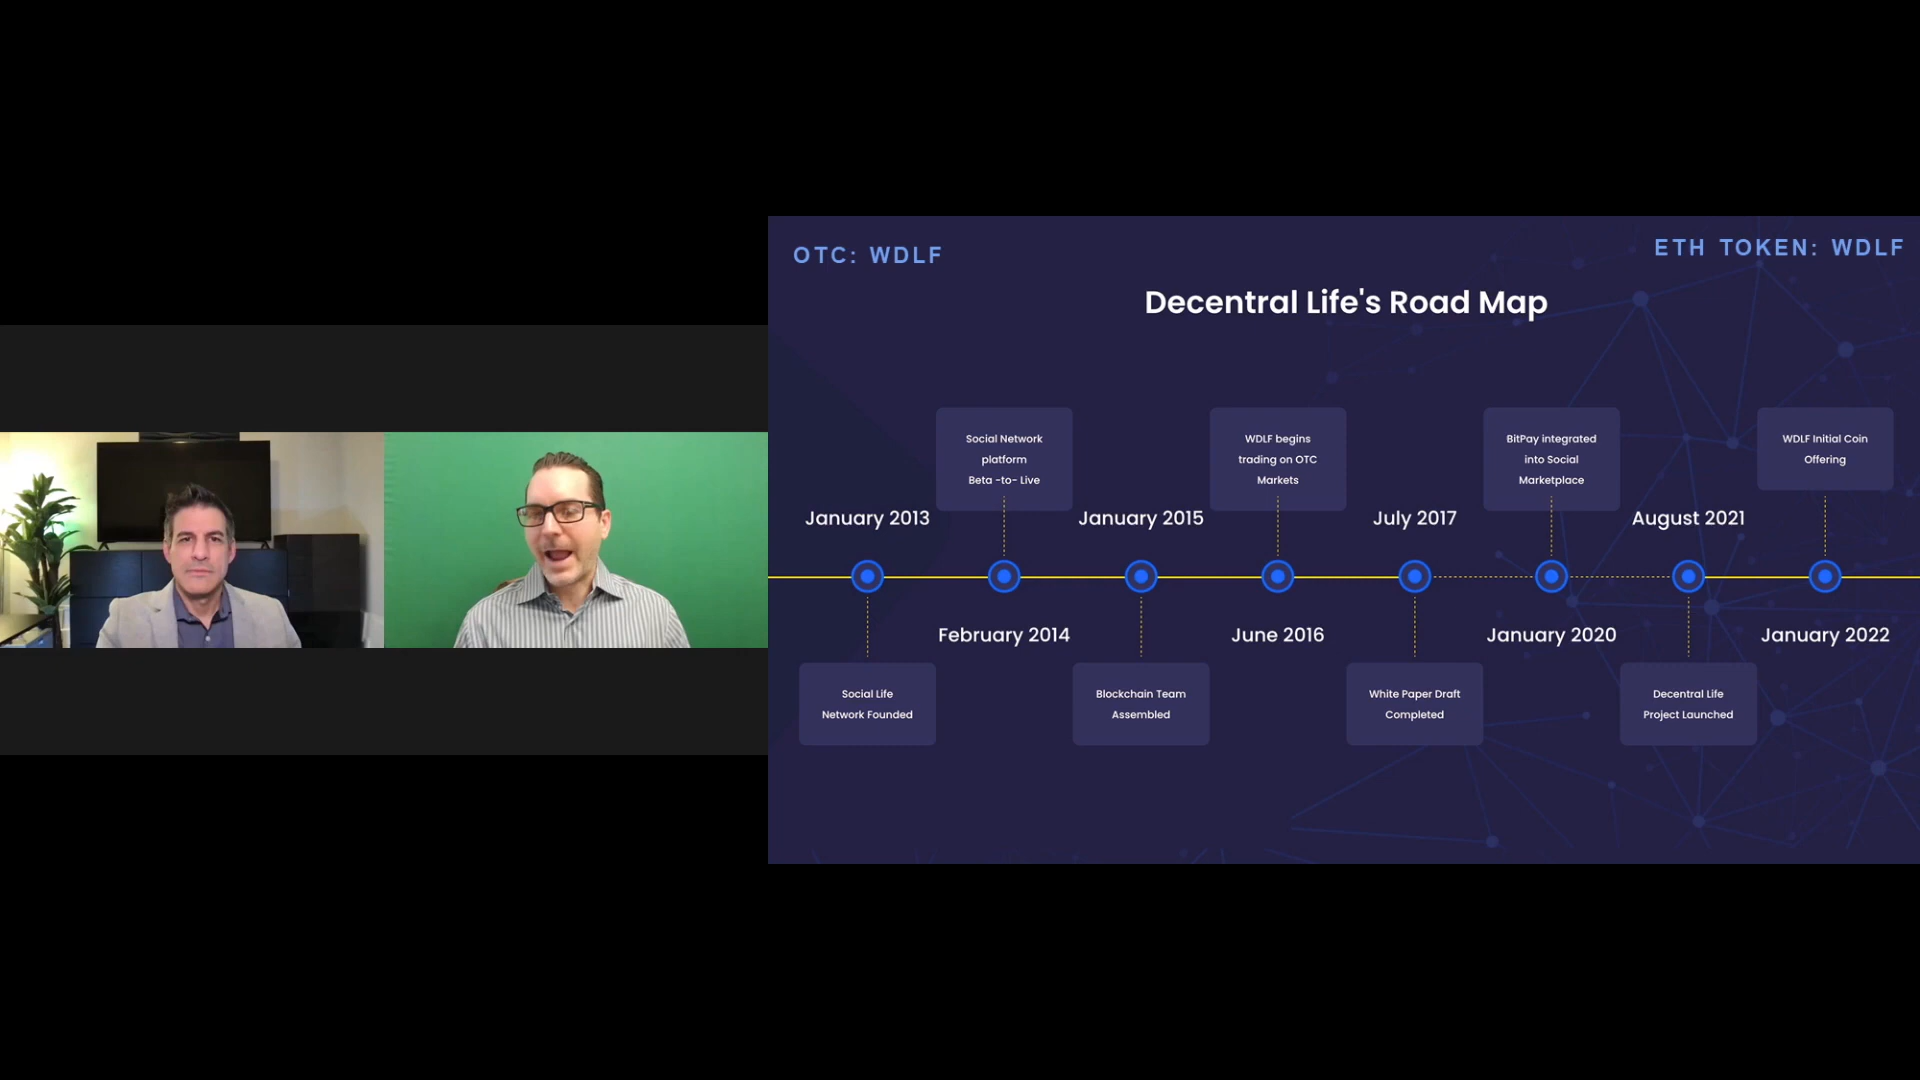 OTC: WDLF
ETH TOKEN: WDLF
Decentral Life's Road Map
Social Network
platform
Beta -to- Live
WDLF begins
trading on OTC
Markets
BitPay integrated
into Social
Marketplace
WDLF Initial Coin
Offering
January 2013
January 2015
July 2017
August 2021
February 2014
June 2016
January 2020
January 2022
Social Life
Network Founded
Blockchain Team
Assembled
White Paper Draft
Completed
Decentral Life
Project Launched